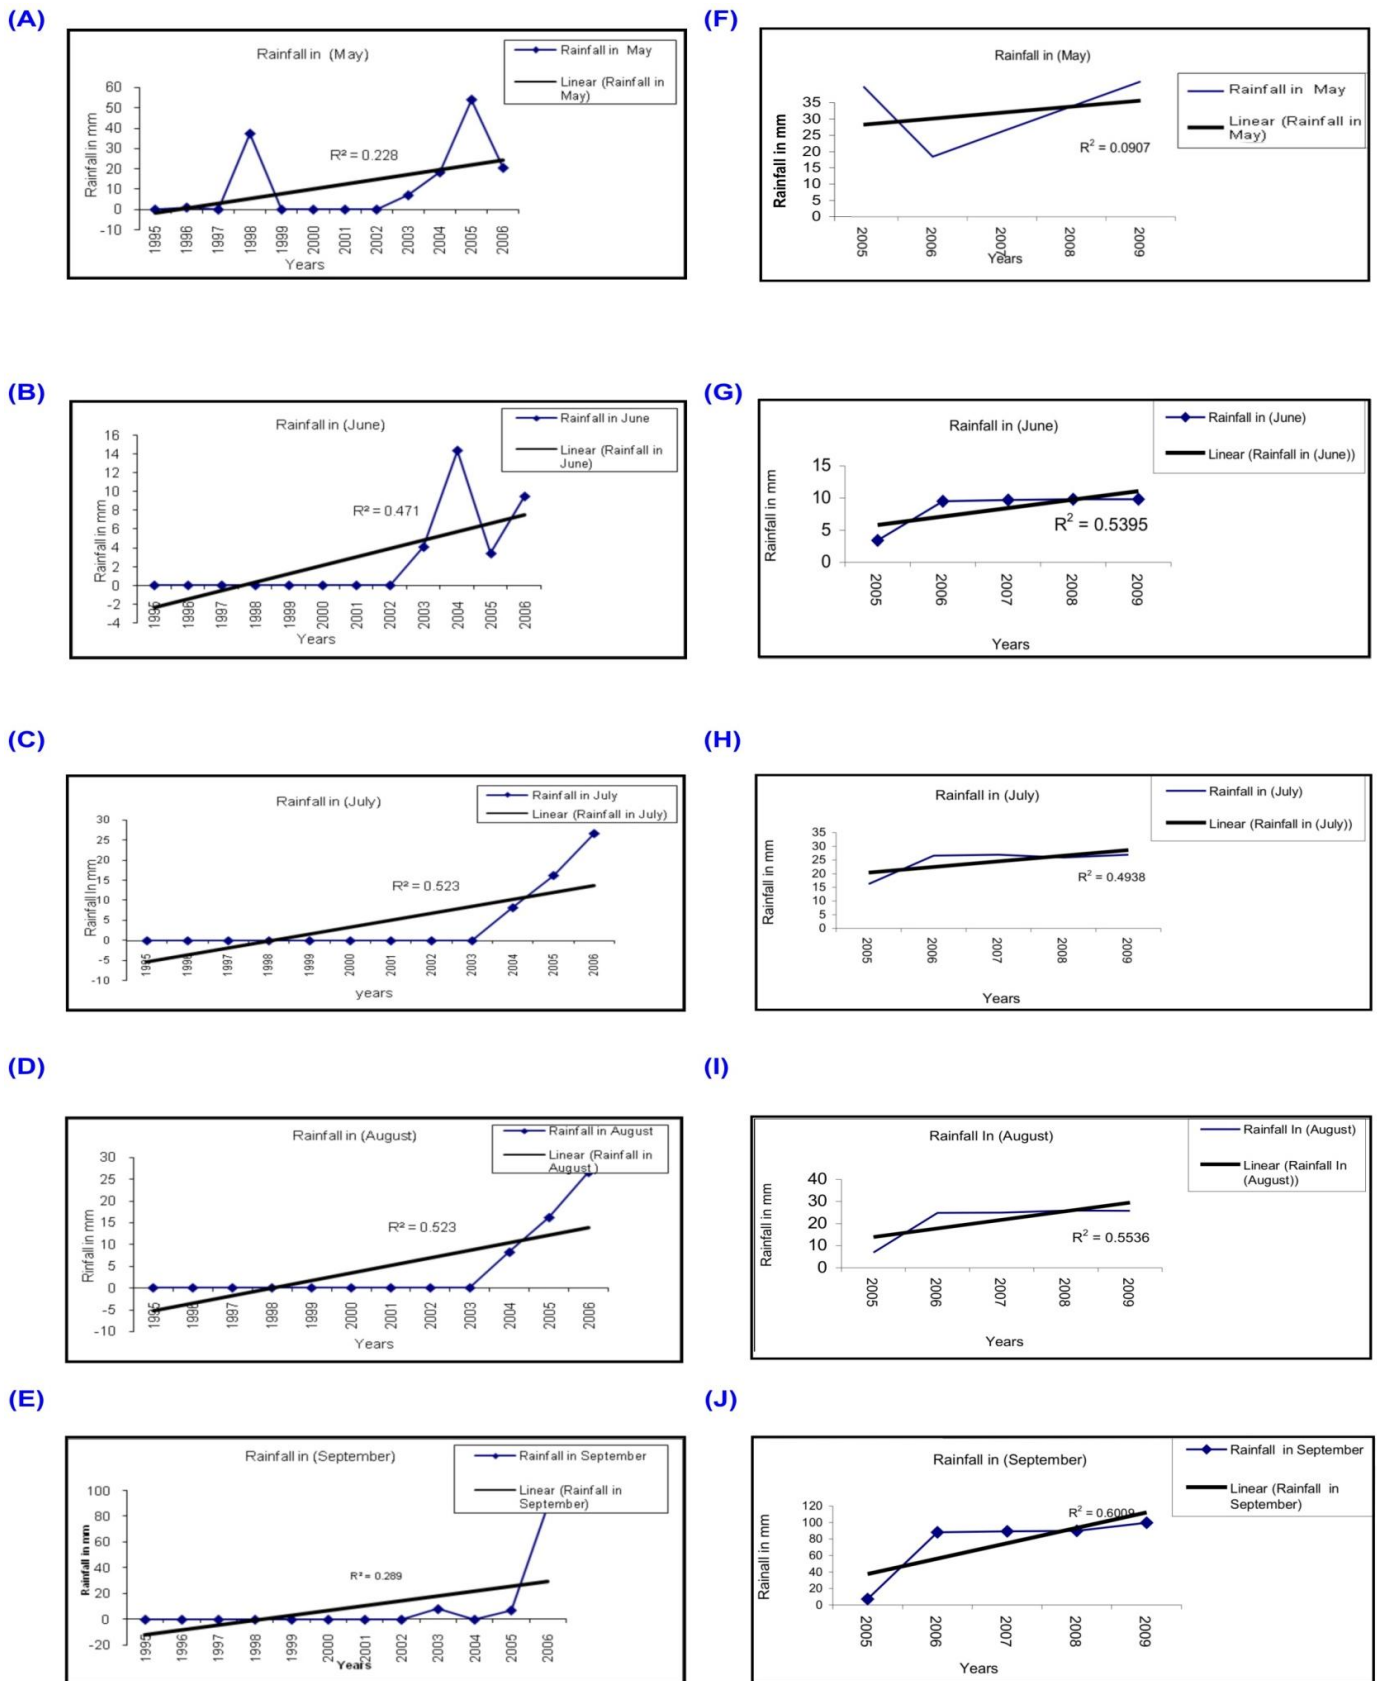 (A)
Rainfall in (May)
Rainfall in May
Linear (Rainfall in
May)
Rainfall in mm
60
50
40
30
20
10
0
-10
R² = 0.228
1995
1996
1997
1998
1999
2000
2001
2002
2003
2004
2005
2006
Years
(F)
Rainfall in (May)
Rainfall in May
Linear (Rainfall in
May)
Rainfall in mm
35
30
25
20
15
10
5
0
R² = 0.0907
2005
2006
2007
2008
2009
Years
(B)
Rainfall in (June)
Rainfall in June
Linear (Rainfall in
June)
Rainfall in mm
16
14
12
10
8
6
4
2
0
-2
-4
R² = 0.471
1995
1996
1997
1998
1999
2000
2001
2002
2003
2004
2005
2006
Years
(G)
Rainfall in (June)
Rainfall in (June)
Linear (Rainfall in (June))
Rainfall in mm
15
10
5
0
R² = 0.5395
2005
2006
2007
2008
2009
Years
(C)
Rainfall in (July)
Rainfall in July
Linear (Rainfall in July)
Rainfall In mm
30
25
20
15
10
5
0
-5
-10
R² = 0.523
1995
1996
1997
1998
1999
2000
2001
2002
2003
2004
2005
2006
years
(H)
Rainfall in (July)
Rainfall in (July)
Linear (Rainfall in (July))
Rainfall in mm
35
30
25
20
15
10
5
0
R² = 0.4938
2005
2006
2007
2008
2009
Years
(D)
Rainfall in (August)
Rainfall in August
Linear (Rainfall in
August)
Rinfall in mm
30
25
20
15
10
5
0
-5
-10
R² = 0.523
1995
1996
1997
1998
1999
2000
2001
2002
2003
2004
2005
2006
Years
(I)
Rainfall In (August)
Rainfall In (August)
Linear (Rainfall In
(August))
Rainfall in mm
40
30
20
10
0
R² = 0.5536
2005
2006
2007
2008
2009
Years
(E)
Rainfall in (September)
Rainfall in September
Linear (Rainfall in
September)
Rainfall in mm
100
80
60
40
20
0
-20
R² = 0.289
1995
1996
1997
1998
1999
2000
2001
2002
2003
2004
2005
2006
Years
(J)
Rainfall in (September)
Rainfall in September
Linear (Rainfall in
September)
Rainall in mm
120
100
80
60
40
20
0
R² = 0.6009
2005
2006
2007
2008
2009
Years